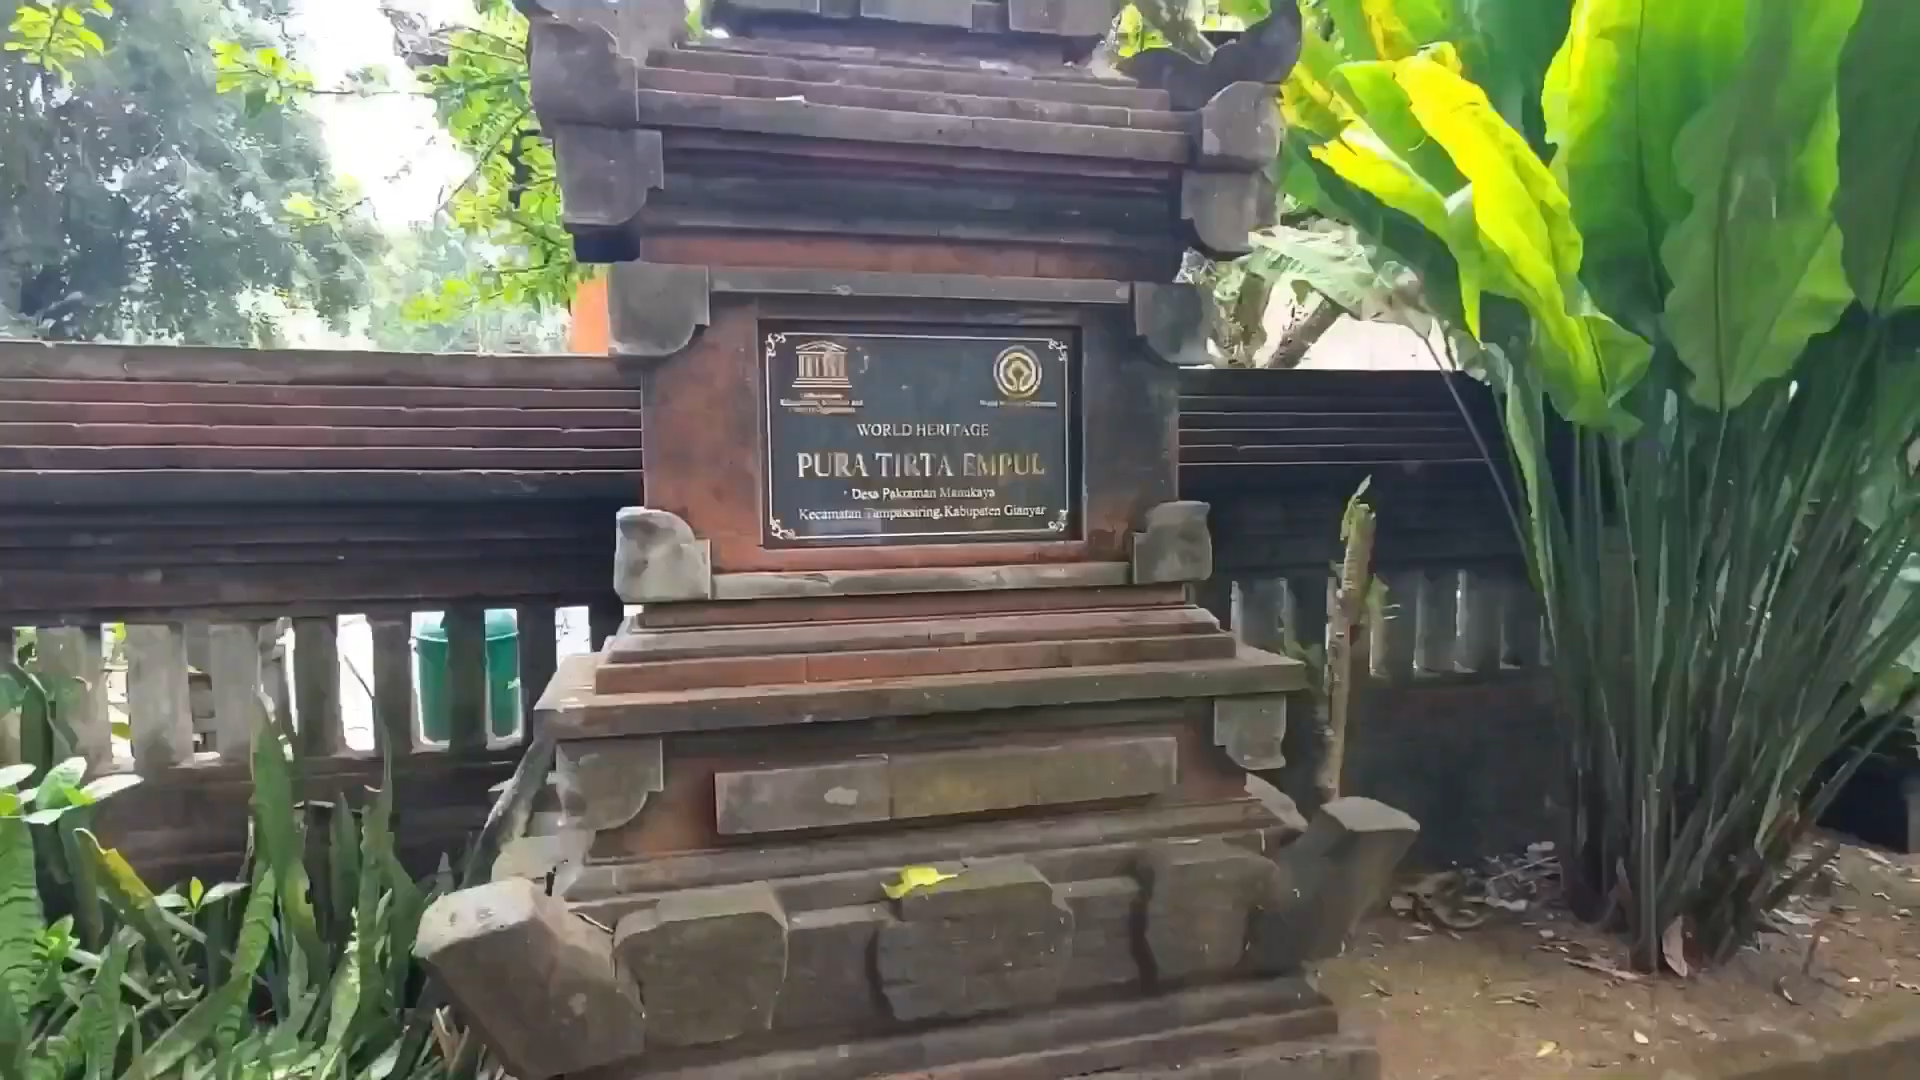 WORLD HERITAGE
PURA TIRTA EMPUL
Desa Pakraman Manukaya
Kecamatan Tampaksiring, Kabupaten Gianyar